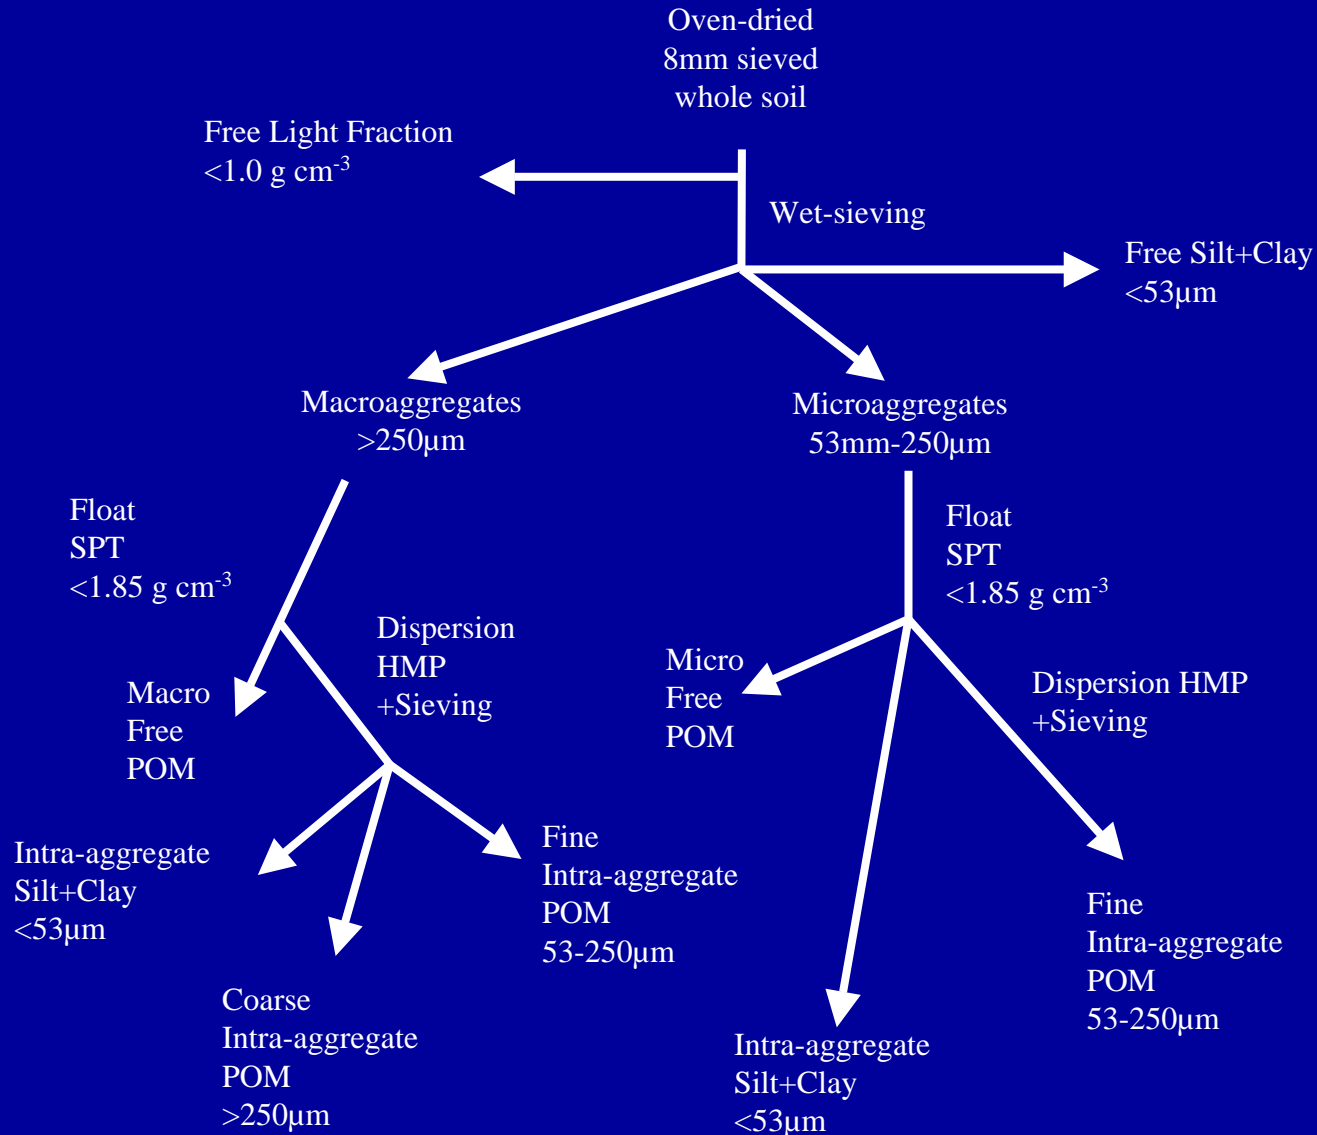 Oven-dried
8mm sieved
whole soil
Free Light Fraction
<1.0 g cm-3
Wet-sieving
Free Silt+Clay
<53µm
Macroaggregates
>250µm
Microaggregates
53mm-250µm
Float
SPT
<1.85 g cm-3
Float
SPT
<1.85 g cm-3
Dispersion
HMP
+Sieving
Micro
Free
POM
Dispersion HMP
+Sieving
Macro
Free
POM
Intra-aggregate
Silt+Clay
<53µm
Fine
Intra-aggregate
POM
53-250µm
Fine
Intra-aggregate
POM
53-250µm
Coarse
Intra-aggregate
POM
>250µm
Intra-aggregate
Silt+Clay
<53µm